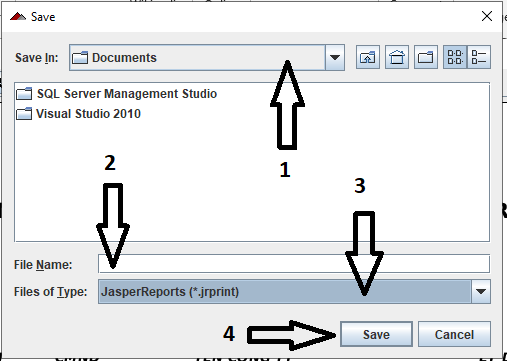 Save
Save In: Documents
SQL Server Management Studio
Visual Studio 2010
1
2
3
File Name:
Files of Type: JasperReports (*.jrprint)
4 Save Cancel